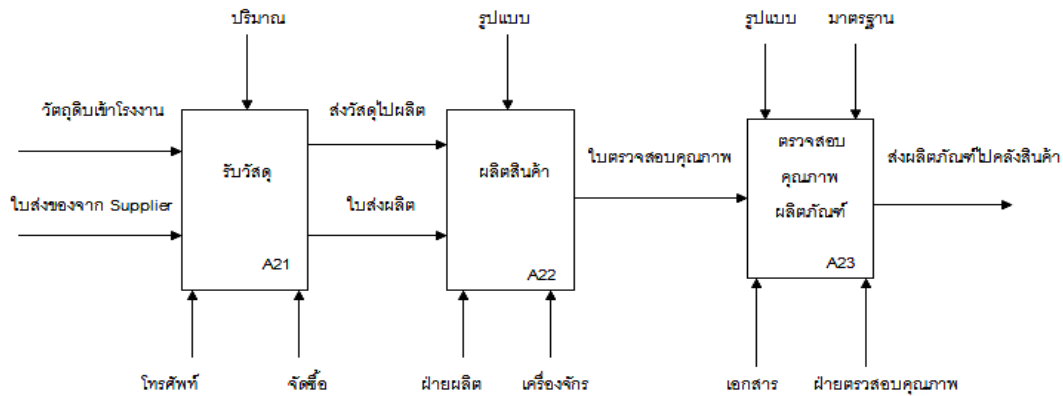 ปริมาณ
รูปแบบ
รูปแบบ
มาตรฐาน
วัตถุดิบเข้าโรงงาน
ส่งวัสดุไปผลิต
รับวัสดุ
ผลิตสินค้า
ใบตรวจสอบคุณภาพ
ตรวจสอบ
คุณภาพ
ผลิตภัณฑ์
ส่งผลิตภัณฑ์ไปคลังสินค้า
ใบส่งของจาก Supplier
ใบส่งผลิต
A21
A22
A23
โทรศัพท์
จัดซื้อ
ฝ่ายผลิต
เครื่องจักร
เอกสาร
ฝ่ายตรวสอบคุณภาพ